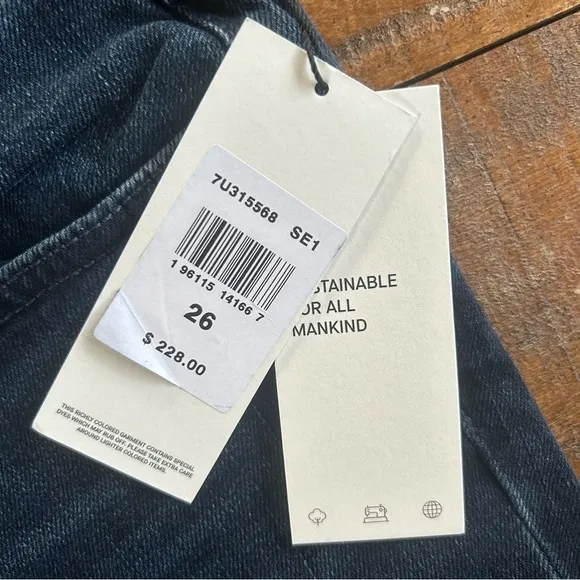 7U315568 SE1
1 96115 14166 7
26
$ 228.00
THIS RICHLY COLORED GARMENT CONTAINS SPECIAL
DYES WHICH MAY RUB OFF. PLEASE TAKE EXTRA CARE
AROUND LIGHTER COLORED ITEMS.
STAINABLE
OR ALL
MANKIND